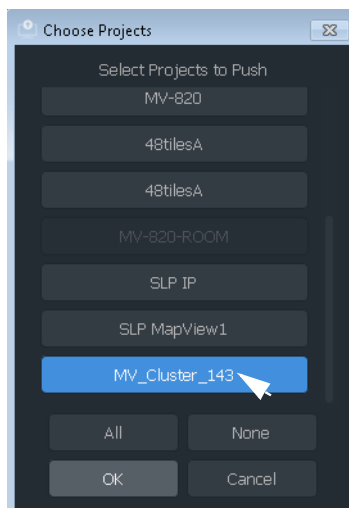 Choose Projects
Select Projects to Push
MV-820
48tilesA
48tilesA
MV-820-ROOM
SLP IP
SLP MapView1
MV_Cluster_143
All None
OK Cancel